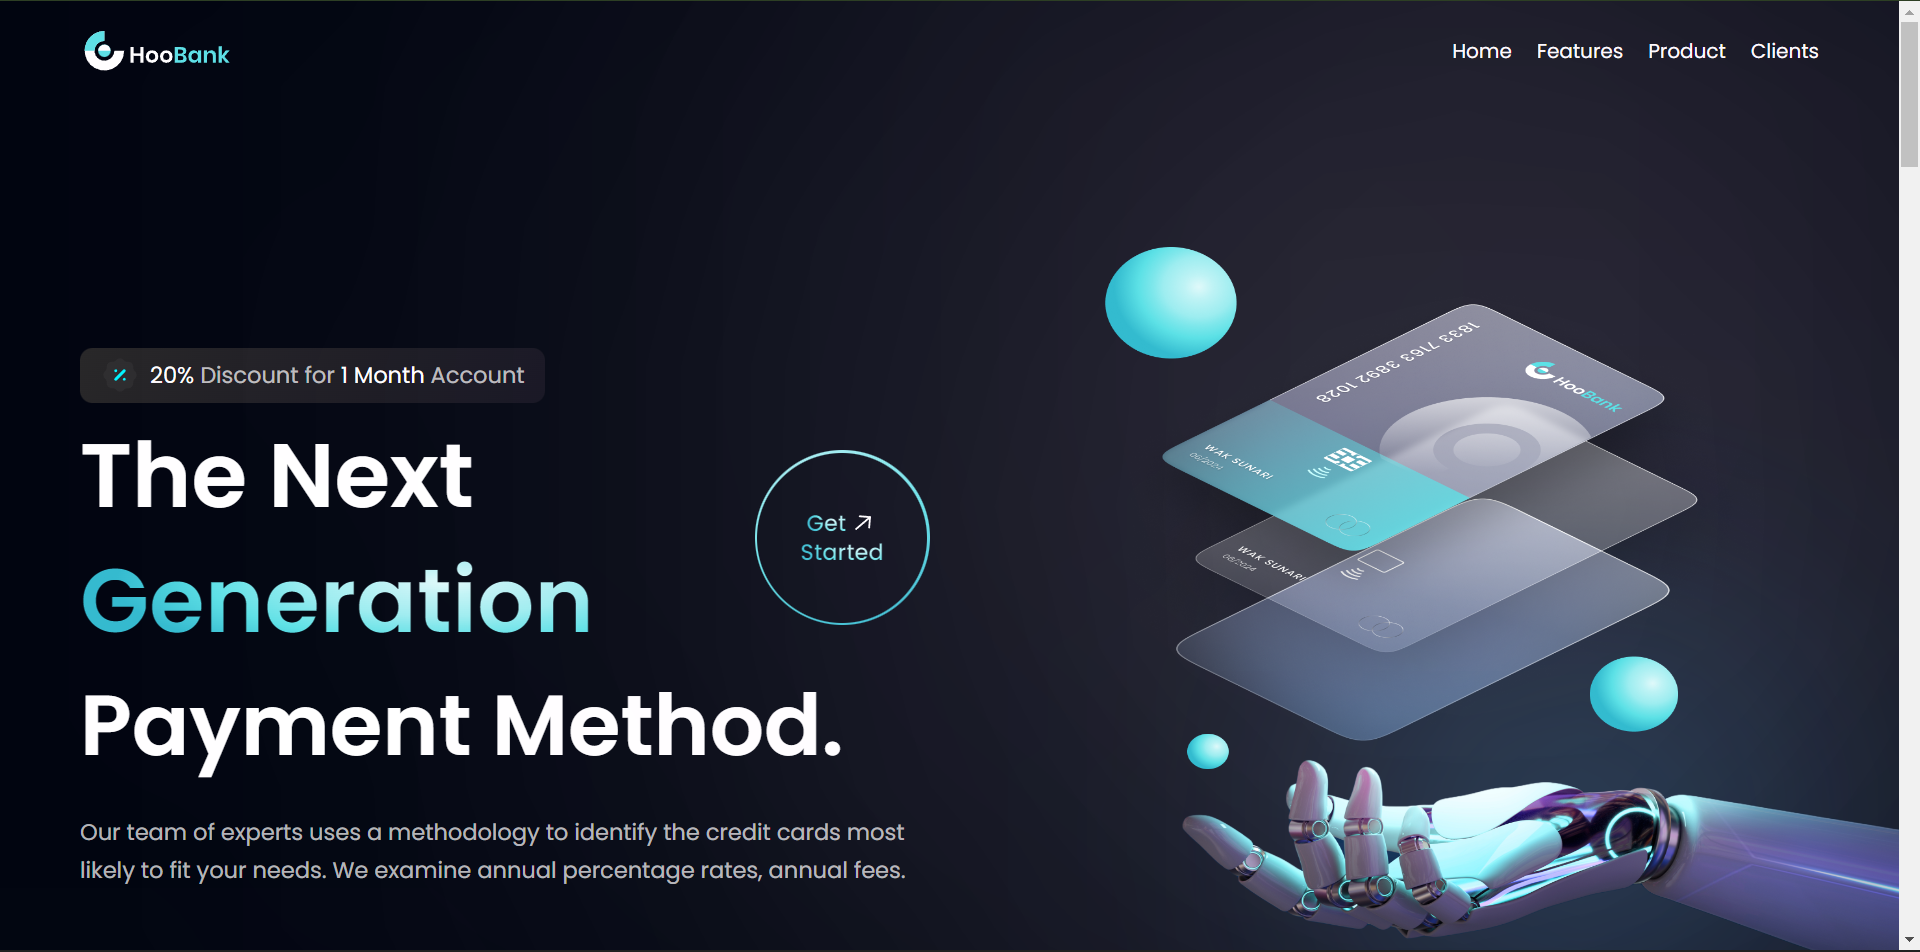 HooBank
Home Features Product Clients
20% Discount for 1 Month Account
The Next
Generation
Payment Method.
Get
Started
Our team of experts uses a methodology to identify the credit cards most
likely to fit your needs. We examine annual percentage rates, annual fees.
1833 7163 3892 1028
HooBank
WAK SUNARI
06/2024
WAK SUNARI
06/2024